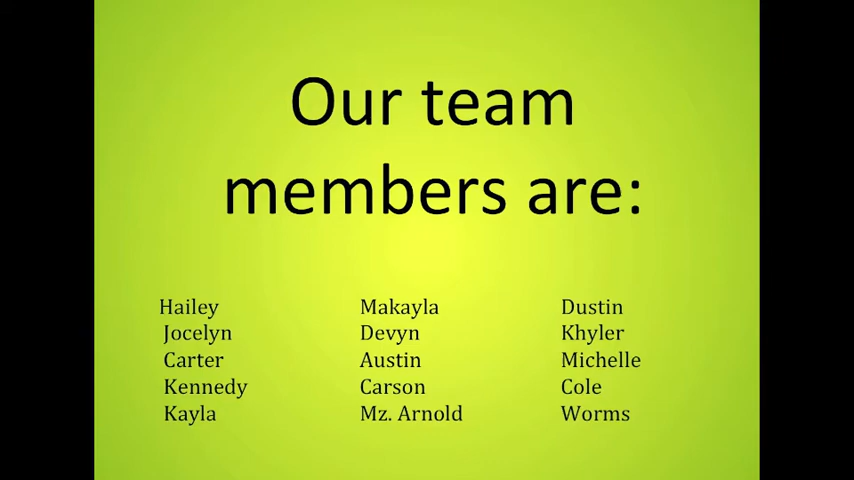 Our team
members are:
Hailey
Jocelyn
Carter
Kennedy
Kayla
Makayla
Devyn
Austin
Carson
Mz. Arnold
Dustin
Khyler
Michelle
Cole
Worms